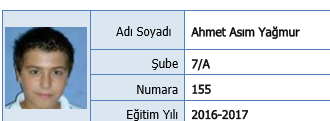 Adı Soyadı Ahmet Asım Yağmur
Şube 7/A
Numara 155
Eğitim Yılı 2016-2017